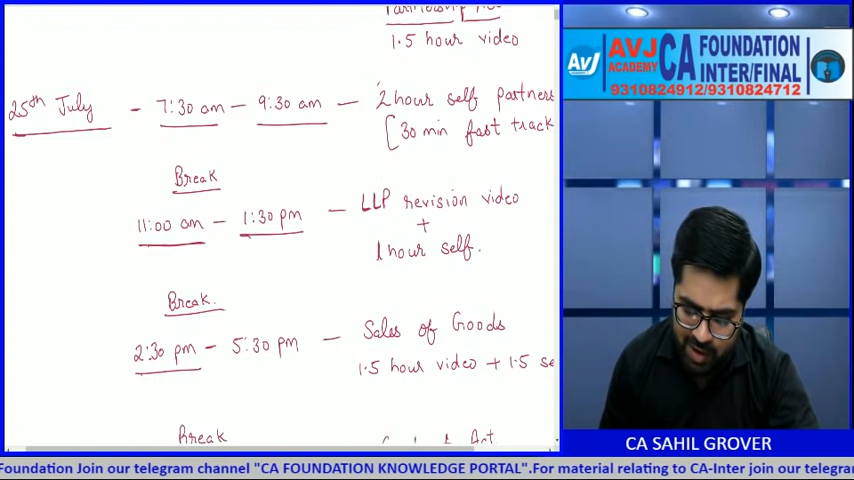 1.5 hour video
25th July - 7:30 am - 9:30 am - 2 hour self partners
[30 min fast track
Break
11:00 am - 1:30 pm - LLP revision video
+
1 hour self.
Break.
2:30 pm - 5:30 pm - Sales of Goods
1.5 hour video + 1.5 se
Break
Act
AVJ
AVJ ACADEMY
CA FOUNDATION INTER/FINAL
9310824912/9310824712
CA SAHIL GROVER
Foundation Join our telegram channel "CA FOUNDATION KNOWLEDGE PORTAL".For material relating to CA-Inter join our telegra